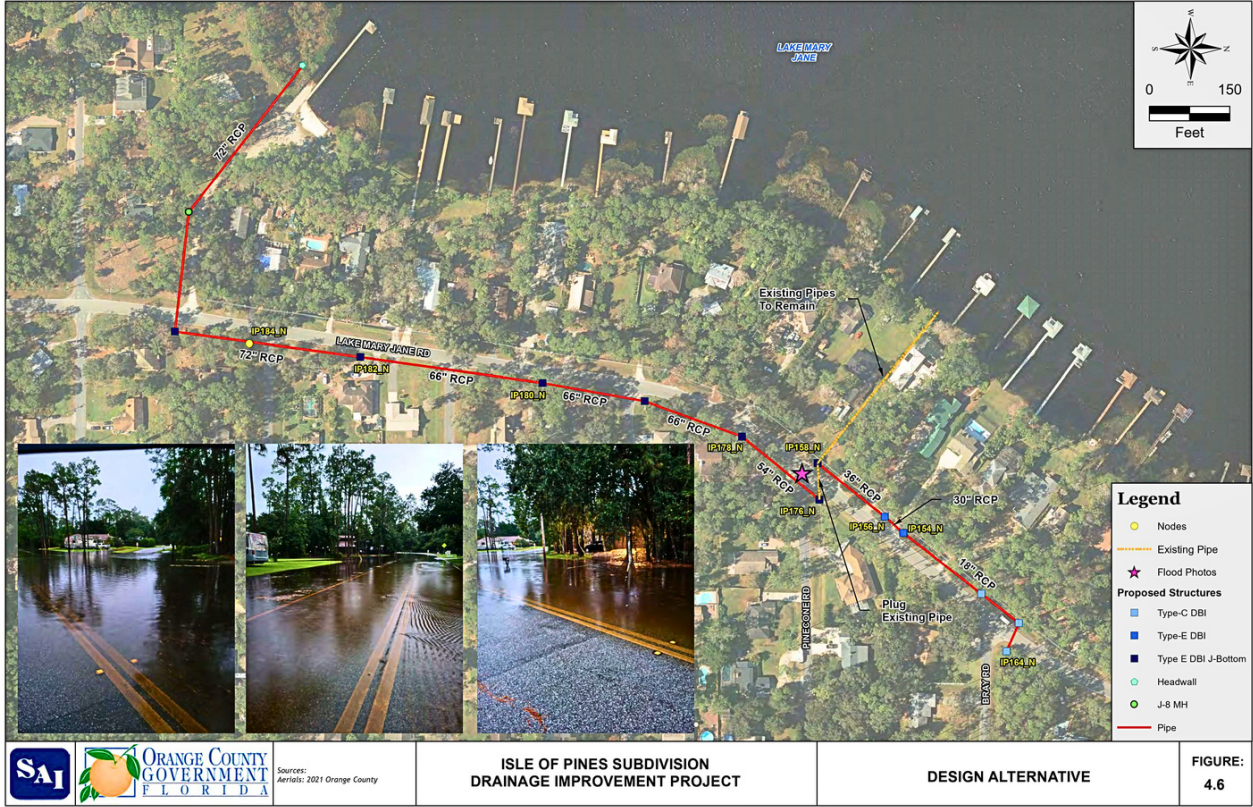 LAKE MARY
JANE
W
S
N
E
0
150
Feet
72" RCP
Existing Pipes
To Remain
IP184_N
LAKE MARY JANE RD
72" RCP
IP182_N
66" RCP
IP180_N
66" RCP
66" RCP
IP178_N
IP158_N
54" RCP
36" RCP
30" RCP
IP176_N
IP156_N
IP154_N
18" RCP
Plug
Existing Pipe
PINECONE RD
IP164_N
BRAY RD
Legend
Nodes
Existing Pipe
Flood Photos
Proposed Structures
Type-C DBI
Type-E DBI
Type E DBI J-Bottom
Headwall
J-8 MH
Pipe
SAI
ORANGE COUNTY
GOVERNMENT
FLORIDA
Sources:
Aerials: 2021 Orange County
ISLE OF PINES SUBDIVISION
DRAINAGE IMPROVEMENT PROJECT
DESIGN ALTERNATIVE
FIGURE:
4.6